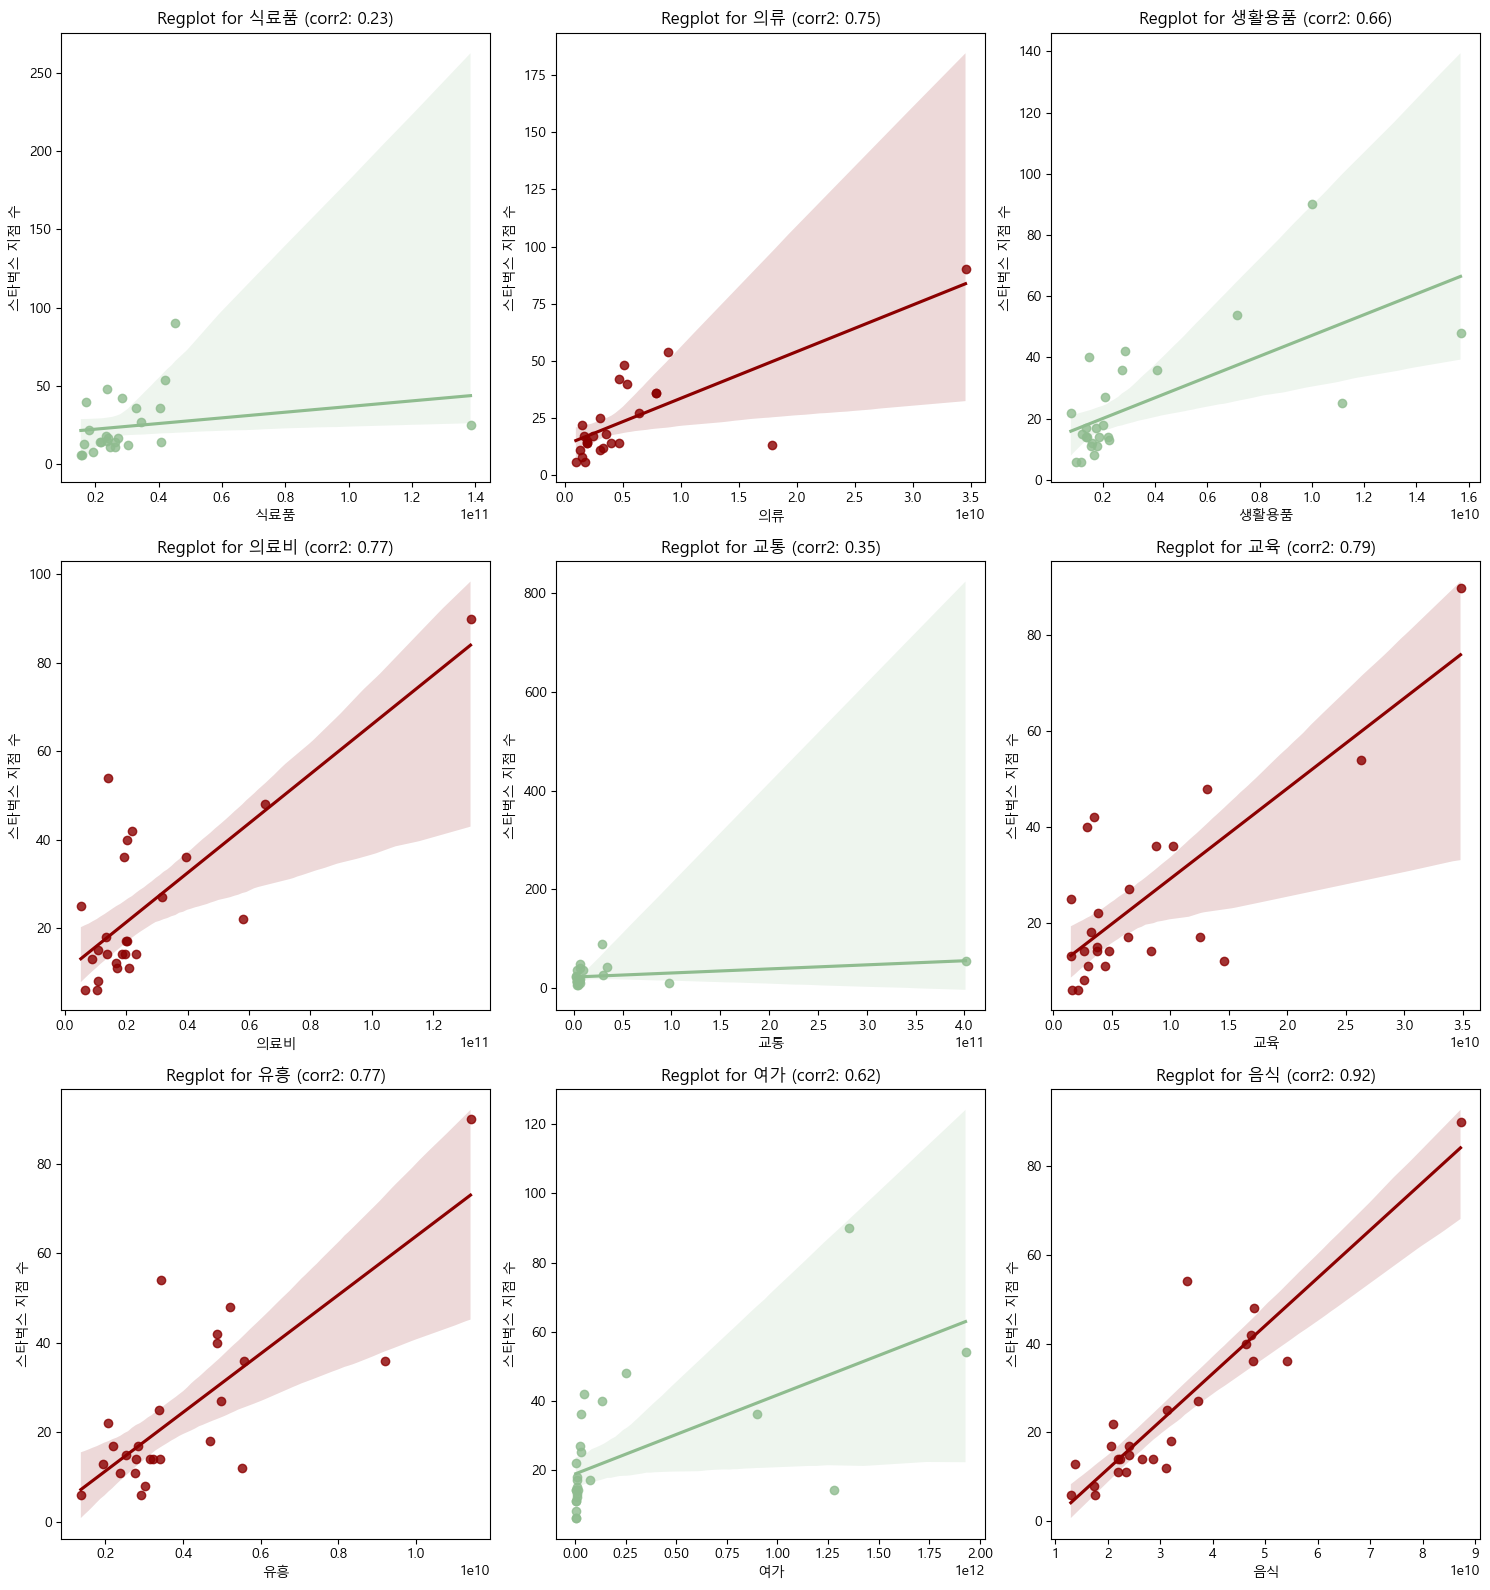 Regplot for 식료품 (corr2: 0.23)
스타벅스 지점 수
250
200
150
100
50
0
0.2 0.4 0.6 0.8 1.0 1.2 1.4
1e11
식료품
Regplot for 의류 (corr2: 0.75)
스타벅스 지점 수
175
150
125
100
75
50
25
0
0.0 0.5 1.0 1.5 2.0 2.5 3.0 3.5
1e10
의류
Regplot for 생활용품 (corr2: 0.66)
스타벅스 지점 수
140
120
100
80
60
40
20
0
0.2 0.4 0.6 0.8 1.0 1.2 1.4 1.6
1e10
생활용품
Regplot for 의료비 (corr2: 0.77)
스타벅스 지점 수
100
80
60
40
20
0.0 0.2 0.4 0.6 0.8 1.0 1.2
1e11
의료비
Regplot for 교통 (corr2: 0.35)
스타벅스 지점 수
800
600
400
200
0
0.0 0.5 1.0 1.5 2.0 2.5 3.0 3.5 4.0
1e11
교통
Regplot for 교육 (corr2: 0.79)
스타벅스 지점 수
80
60
40
20
0.0 0.5 1.0 1.5 2.0 2.5 3.0 3.5
1e10
교육
Regplot for 유흥 (corr2: 0.77)
스타벅스 지점 수
80
60
40
20
0
0.2 0.4 0.6 0.8 1.0
1e10
유흥
Regplot for 여가 (corr2: 0.62)
스타벅스 지점 수
120
100
80
60
40
20
0.00 0.25 0.50 0.75 1.00 1.25 1.50 1.75 2.00
1e12
여가
Regplot for 음식 (corr2: 0.92)
스타벅스 지점 수
80
60
40
20
0
1 2 3 4 5 6 7 8 9
1e10
음식